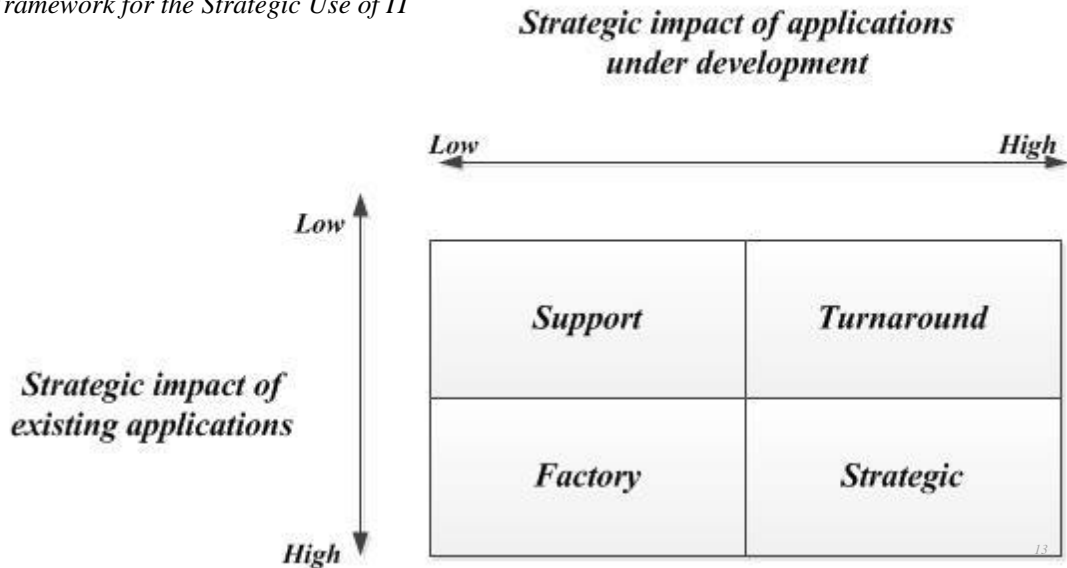 ramework for the Strategic Use of IT
Strategic impact of applications
under development
Low
High
Low
Support
Turnaround
Strategic impact of
existing applications
Factory
Strategic
High
13